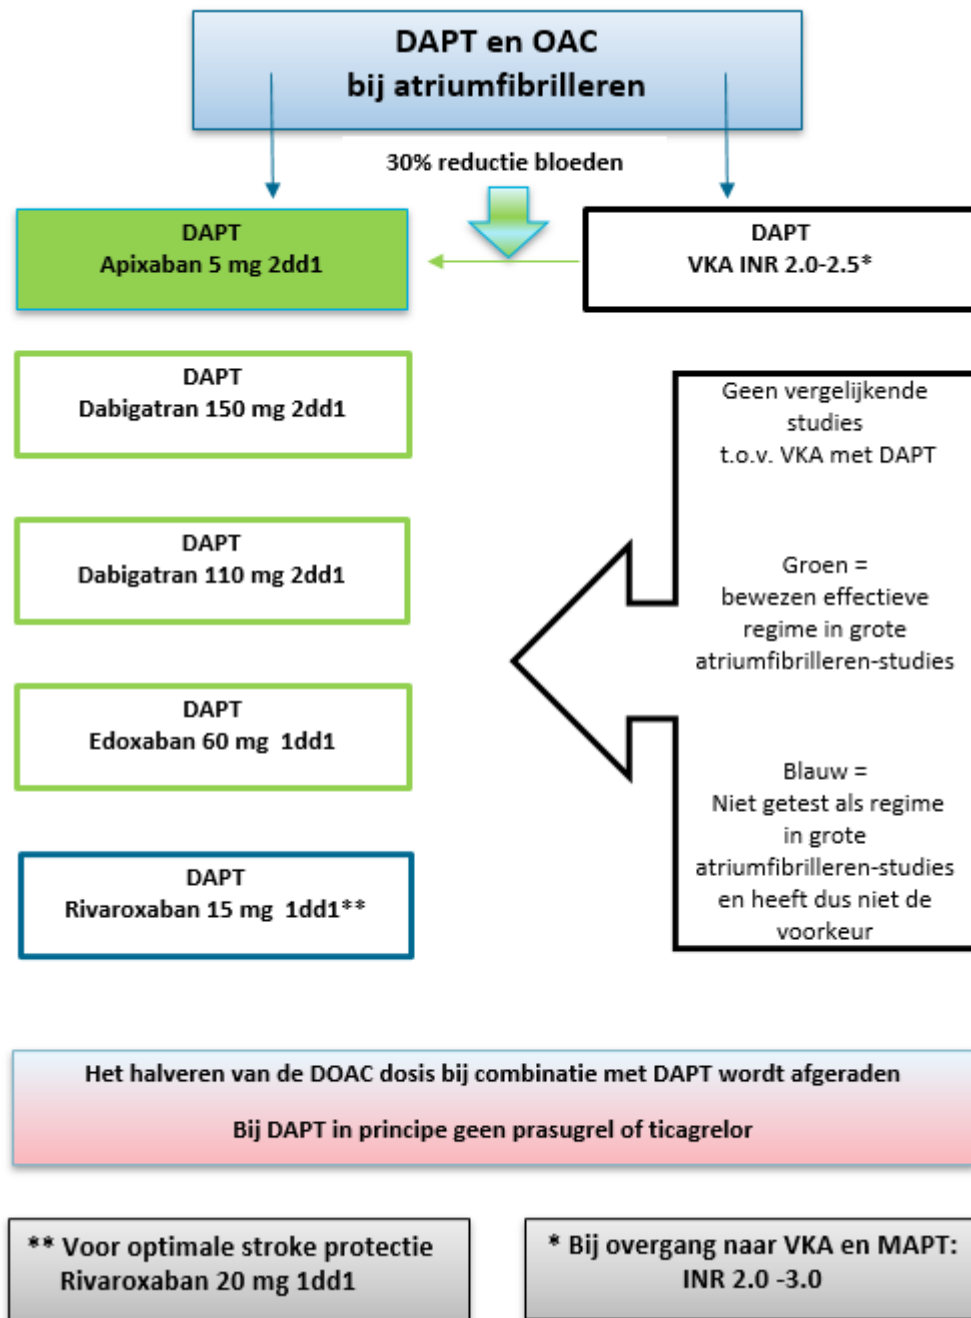 DAPT en OAC
bij atriumfibrilleren
30% reductie bloeden
DAPT
Apixaban 5 mg 2dd1
DAPT
VKA INR 2.0-2.5*
DAPT
Dabigatran 150 mg 2dd1
DAPT
Dabigatran 110 mg 2dd1
DAPT
Edoxaban 60 mg 1dd1
DAPT
Rivaroxaban 15 mg 1dd1**
Geen vergelijkende
studies
t.o.v. VKA met DAPT
Groen =
bewezen effectieve
regime in grote
atriumfibrilleren-studies
Blauw =
Niet getest als regime
in grote
atriumfibrilleren-studies
en heeft dus niet de
voorkeur
Het halveren van de DOAC dosis bij combinatie met DAPT wordt afgeraden
Bij DAPT in principe geen prasugrel of ticagrelor
** Voor optimale stroke protectie
Rivaroxaban 20 mg 1dd1
* Bij overgang naar VKA en MAPT:
INR 2.0 -3.0